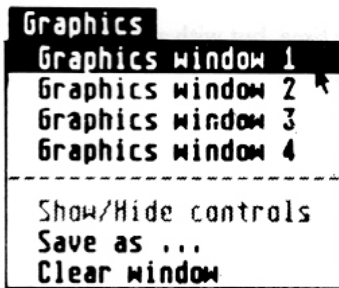 Graphics
Graphics window 1
Graphics window 2
Graphics window 3
Graphics window 4
Show/Hide controls
Save as ...
Clear window